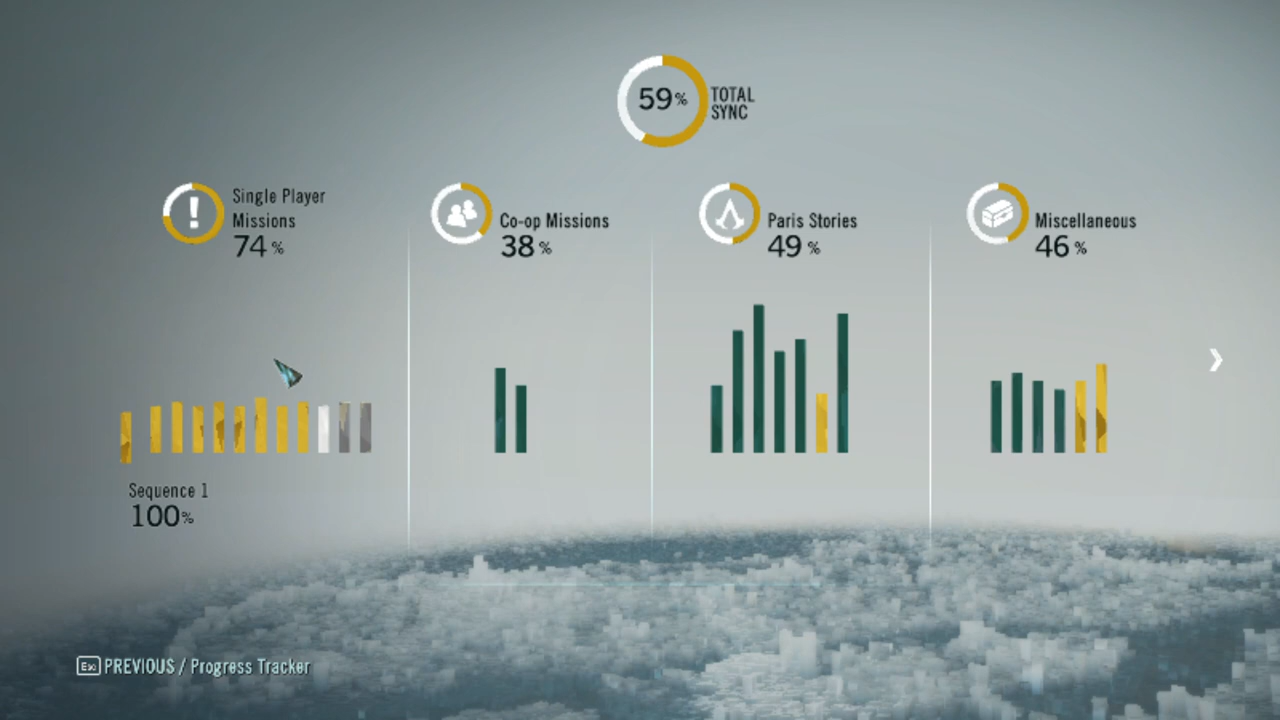 59%
TOTAL
SYNC
Single Player
Missions
74 %
Co-op Missions
38 %
Paris Stories
49 %
Miscellaneous
46 %
Sequence 1
100%
Esc PREVIOUS / Progress Tracker